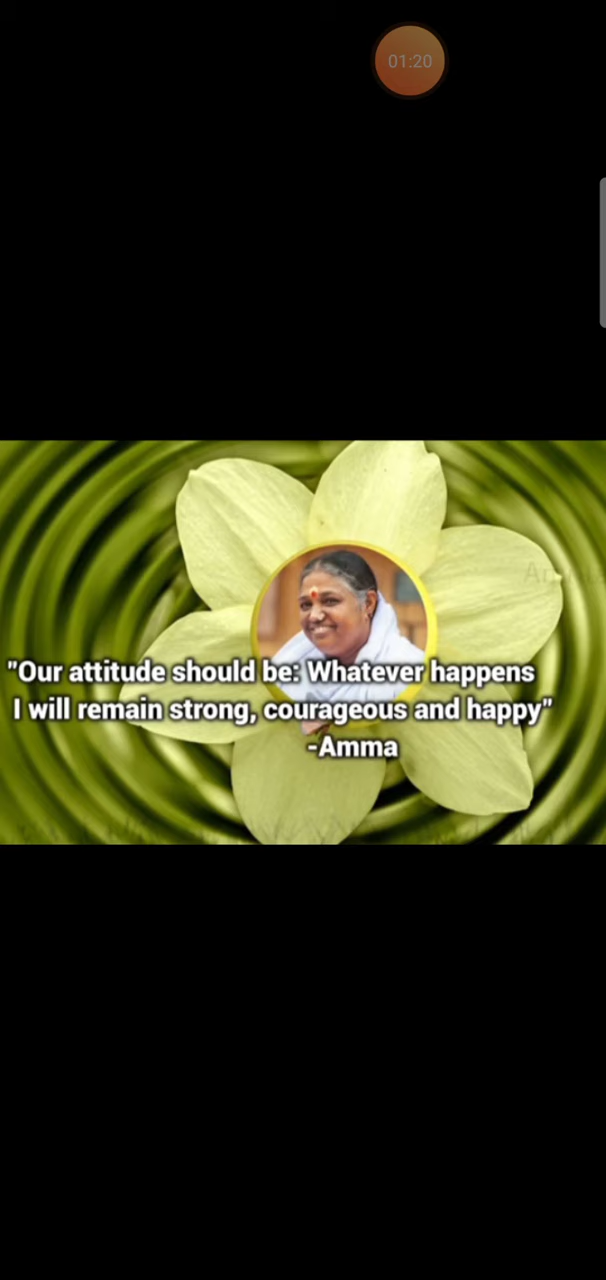 01:20
"Our attitude should be: Whatever happens
I will remain strong, courageous and happy"
-Amma